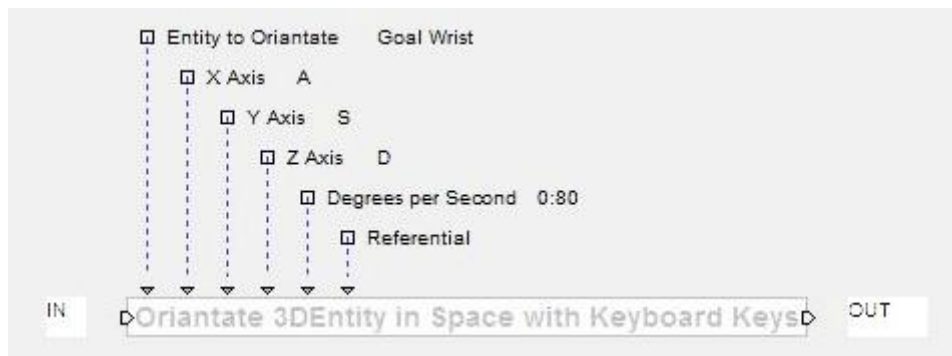 Entity to Oriantate Goal Wrist
X Axis A
Y Axis S
Z Axis D
Degrees per Second 0:80
Referential
IN Oriantate 3DEntity in Space with Keyboard Keys OUT